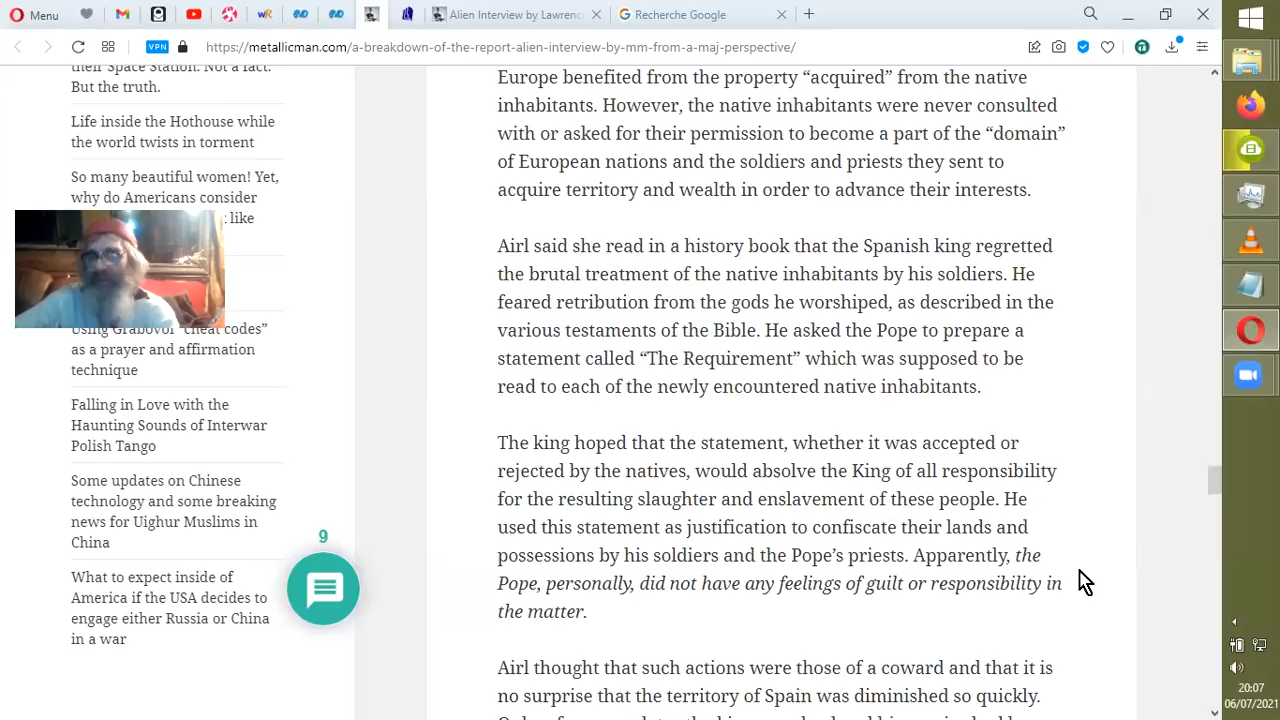 Menu
wR
Alien Interview by Lawrenc
Recherche Google
VPN
https://metallicman.com/a-breakdown-of-the-report-alien-interview-by-mm-from-a-maj-perspective/
their Space Station. Not a fact.
But the truth.
Life inside the Hothouse while
the world twists in torment
So many beautiful women! Yet,
why do Americans consider
like
Using Grabovoi “cheat codes”
as a prayer and affirmation
technique
Falling in Love with the
Haunting Sounds of Interwar
Polish Tango
Some updates on Chinese
technology and some breaking
news for Uighur Muslims in
China
What to expect inside of
America if the USA decides to
engage either Russia or China
in a war
9
Europe benefited from the property “acquired” from the native
inhabitants. However, the native inhabitants were never consulted
with or asked for their permission to become a part of the “domain”
of European nations and the soldiers and priests they sent to
acquire territory and wealth in order to advance their interests.
Airl said she read in a history book that the Spanish king regretted
the brutal treatment of the native inhabitants by his soldiers. He
feared retribution from the gods he worshiped, as described in the
various testaments of the Bible. He asked the Pope to prepare a
statement called “The Requirement” which was supposed to be
read to each of the newly encountered native inhabitants.
The king hoped that the statement, whether it was accepted or
rejected by the natives, would absolve the King of all responsibility
for the resulting slaughter and enslavement of these people. He
used this statement as justification to confiscate their lands and
possessions by his soldiers and the Pope’s priests. Apparently, the
Pope, personally, did not have any feelings of guilt or responsibility in
the matter.
Airl thought that such actions were those of a coward and that it is
no surprise that the territory of Spain was diminished so quickly.
20:07
06/07/2021